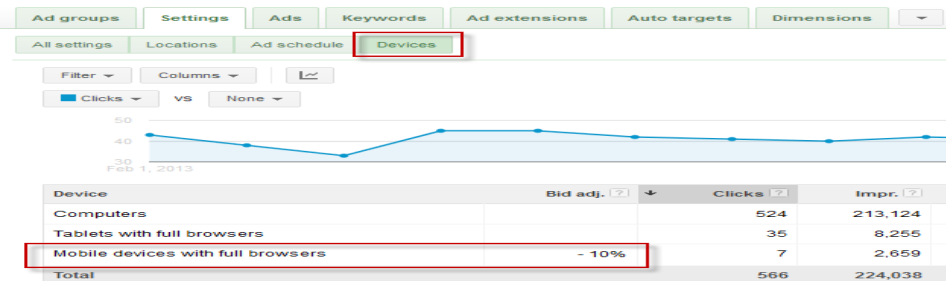 Ad groups Settings Ads Keywords Ad extensions Auto targets Dimensions
All settings Locations Ad schedule Devices
Filter Columns
Clicks VS None
50
40
30
Feb 1, 2013
Device Bid adj. ? Clicks ? Impr. ?
Computers 524 213,124
Tablets with full browsers 35 8,255
Mobile devices with full browsers - 10% 7 2,659
Total 566 224,038